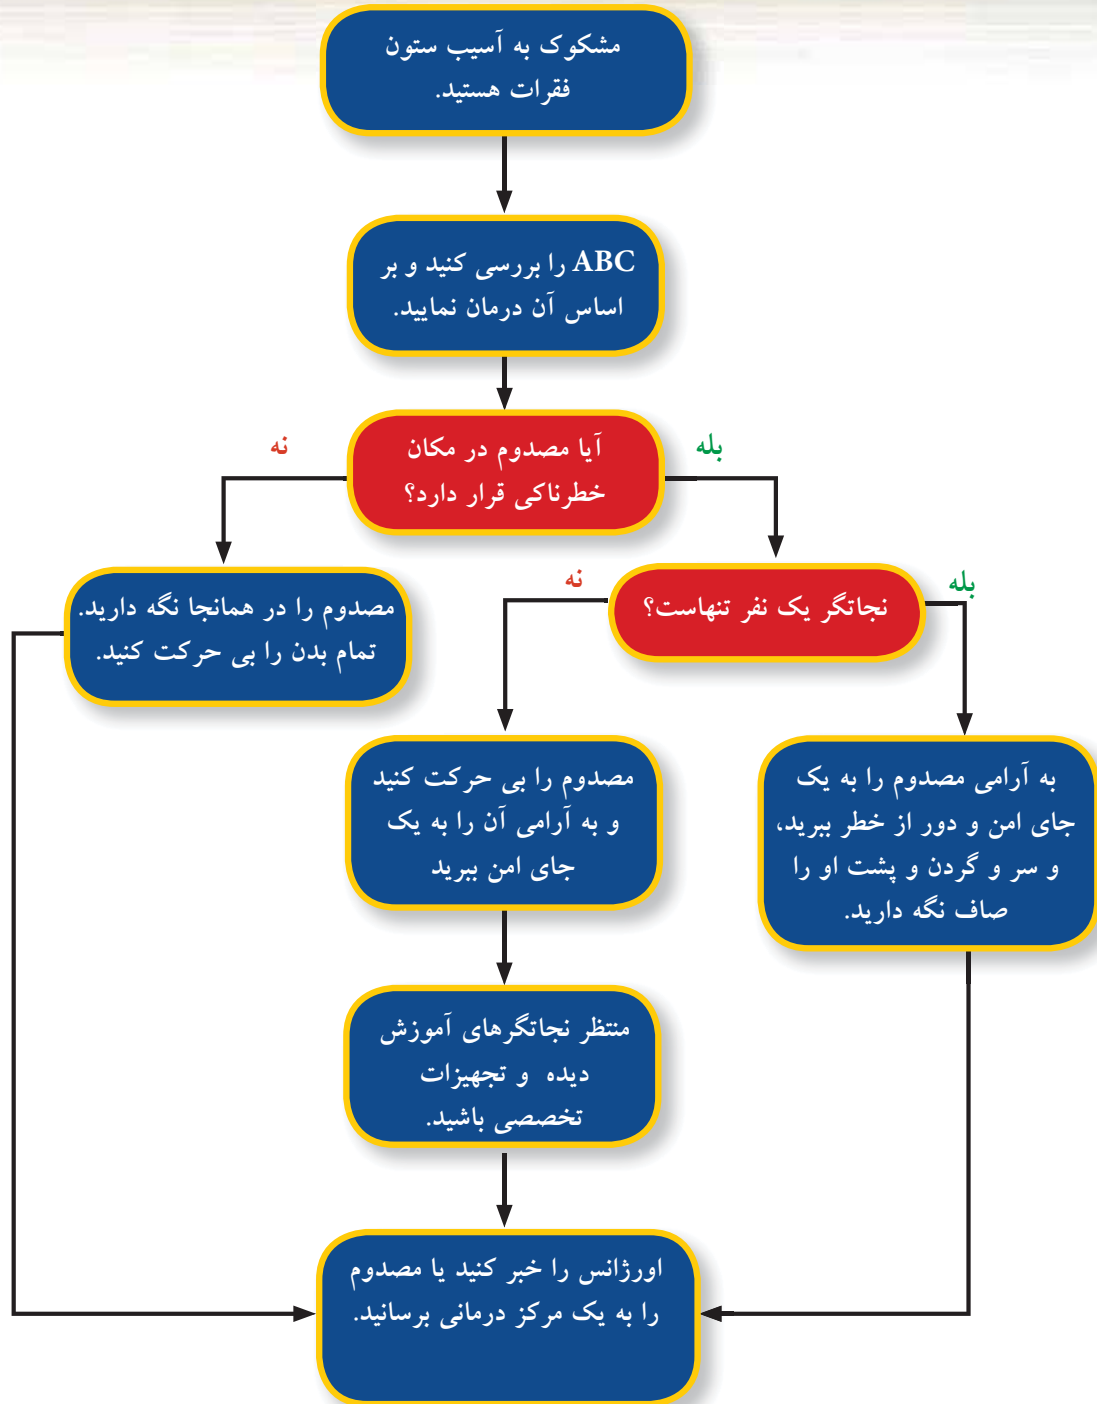 مشکوک به آسیب ستون
فقرات هستید.
ABC را بررسی کنید و بر
اساس آن درمان نمایید.
آیا مصدوم در مکان
خطرناکی قرار دارد؟
بله
نه
نجاتگر یک نفر تنهاست؟
بله
نه
مصدوم را در همانجا نگه دارید.
تمام بدن را بی حرکت کنید.
به آرامی مصدوم را به یک
جای امن و دور از خطر ببرید،
و سر و گردن و پشت او را
صاف نگه دارید.
مصدوم را بی حرکت کنید
و به آرامی آن را به یک
جای امن ببرید
منتظر نجاتگرهای آموزش
دیده و تجهیزات
تخصصی باشید.
اورژانس را خبر کنید یا مصدوم
را به یک مرکز درمانی برسانید.